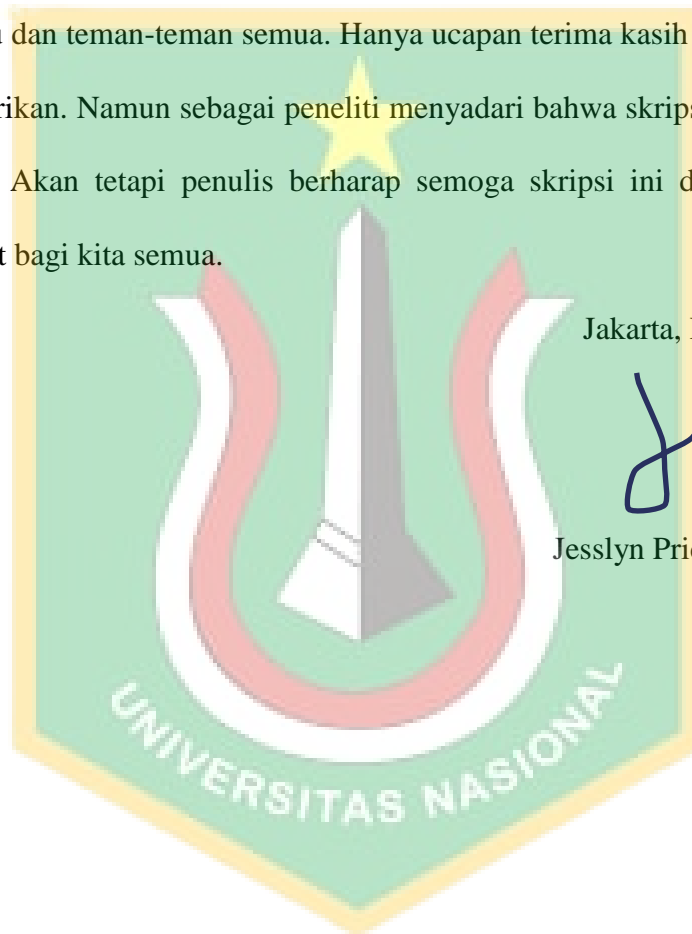 dan teman-teman semua. Hanya ucapan terima kasih
rikan. Namun sebagai peneliti menyadari bahwa skrips
Akan tetapi penulis berharap semoga skripsi ini d
t bagi kita semua.
Jakarta,
Jesslyn Pri
UNIVERSITAS NASIONAL